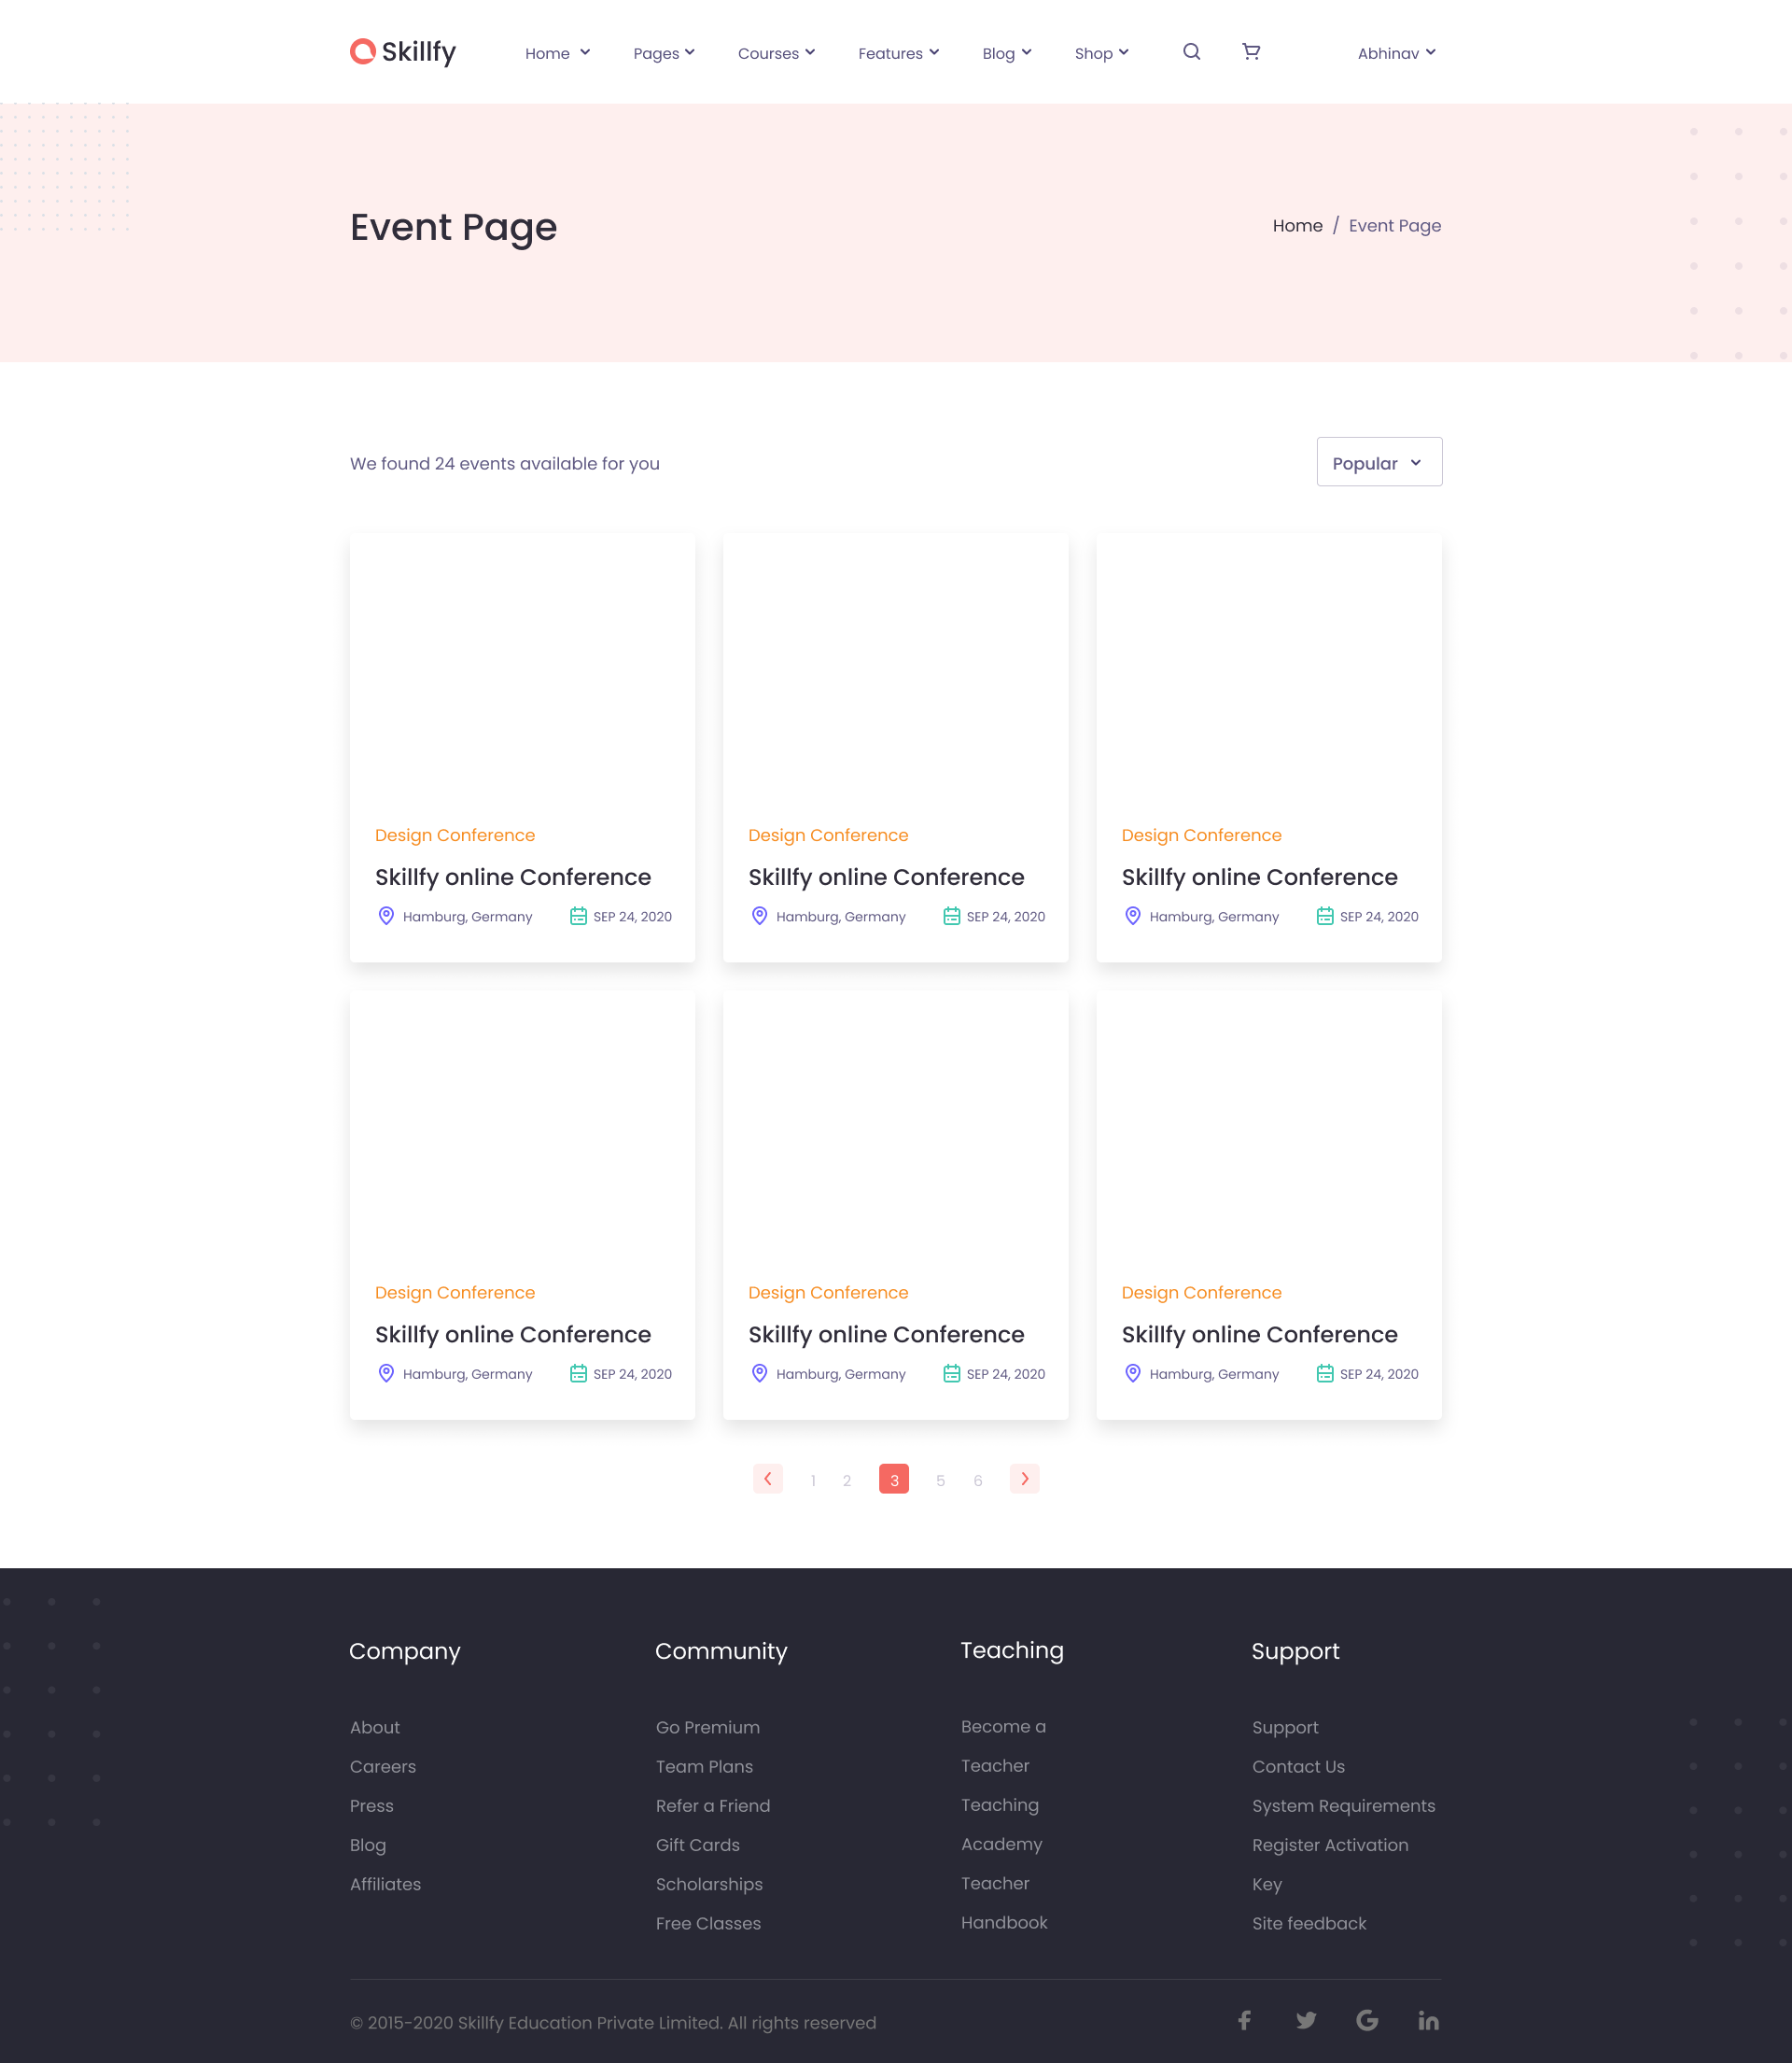 Skillfy Home Pages Courses Features Blog Shop Abhinav
Event Page
Home / Event Page
We found 24 events available for you
Popular
Design Conference
Skillfy online Conference
Hamburg, Germany SEP 24, 2020
Design Conference
Skillfy online Conference
Hamburg, Germany SEP 24, 2020
Design Conference
Skillfy online Conference
Hamburg, Germany SEP 24, 2020
Design Conference
Skillfy online Conference
Hamburg, Germany SEP 24, 2020
Design Conference
Skillfy online Conference
Hamburg, Germany SEP 24, 2020
Design Conference
Skillfy online Conference
Hamburg, Germany SEP 24, 2020
1 2 3 5 6
Company
About
Careers
Press
Blog
Affiliates
Community
Go Premium
Team Plans
Refer a Friend
Gift Cards
Scholarships
Free Classes
Teaching
Become a
Teacher
Teaching
Academy
Teacher
Handbook
Support
Support
Contact Us
System Requirements
Register Activation
Key
Site feedback
© 2015-2020 Skillfy Education Private Limited. All rights reserved